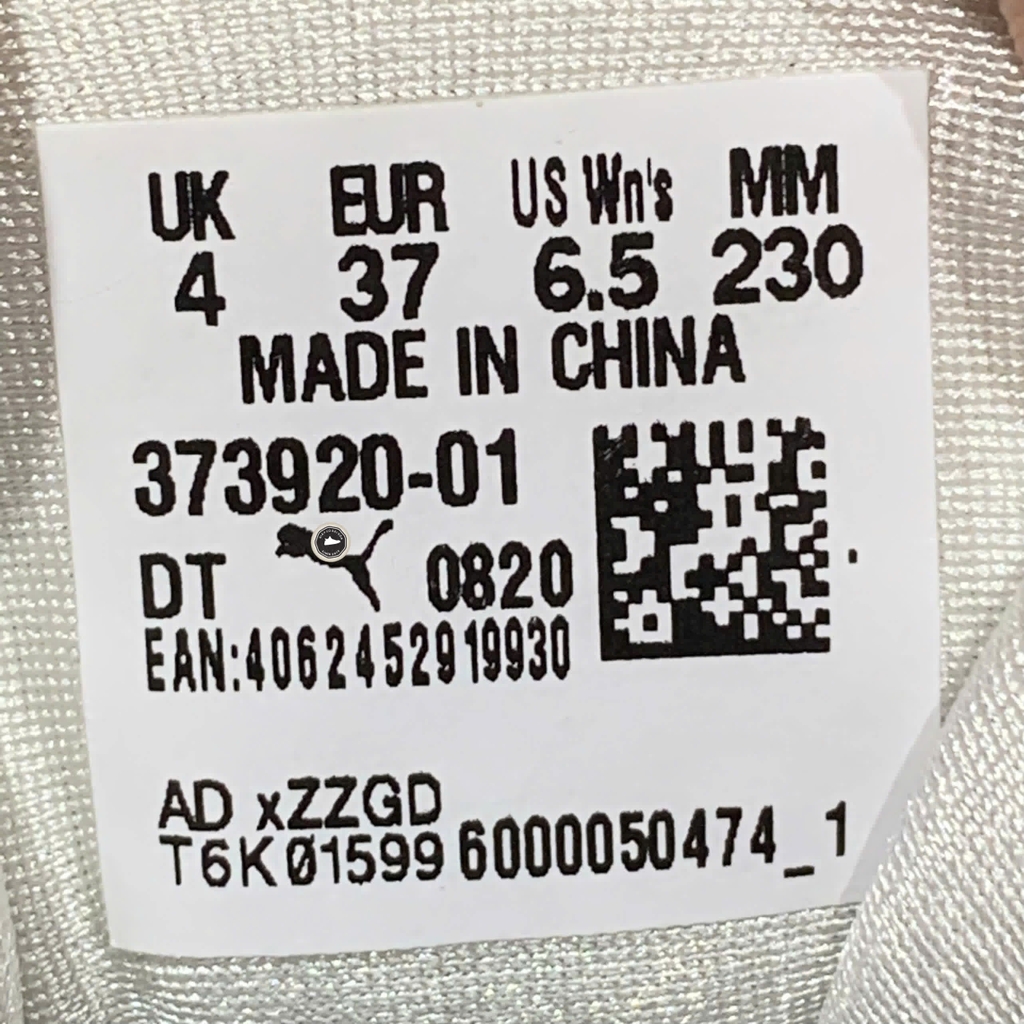 UK EUR US Wn's MM
4 37 6.5 230
MADE IN CHINA
373920-01
DT 0820
EAN:4062452919930
AD xZZGD
T6KØ1599 6000050474_1